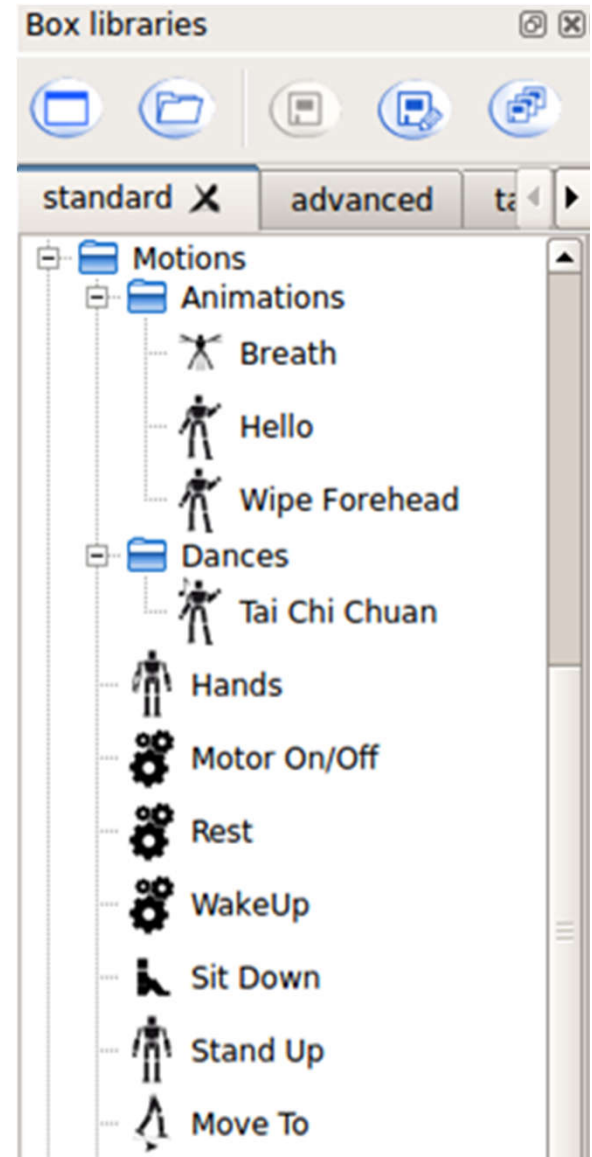 Box libraries
standard advanced ta
Motions
Animations
Breath
Hello
Wipe Forehead
Dances
Tai Chi Chuan
Hands
Motor On/Off
Rest
WakeUp
Sit Down
Stand Up
Move To